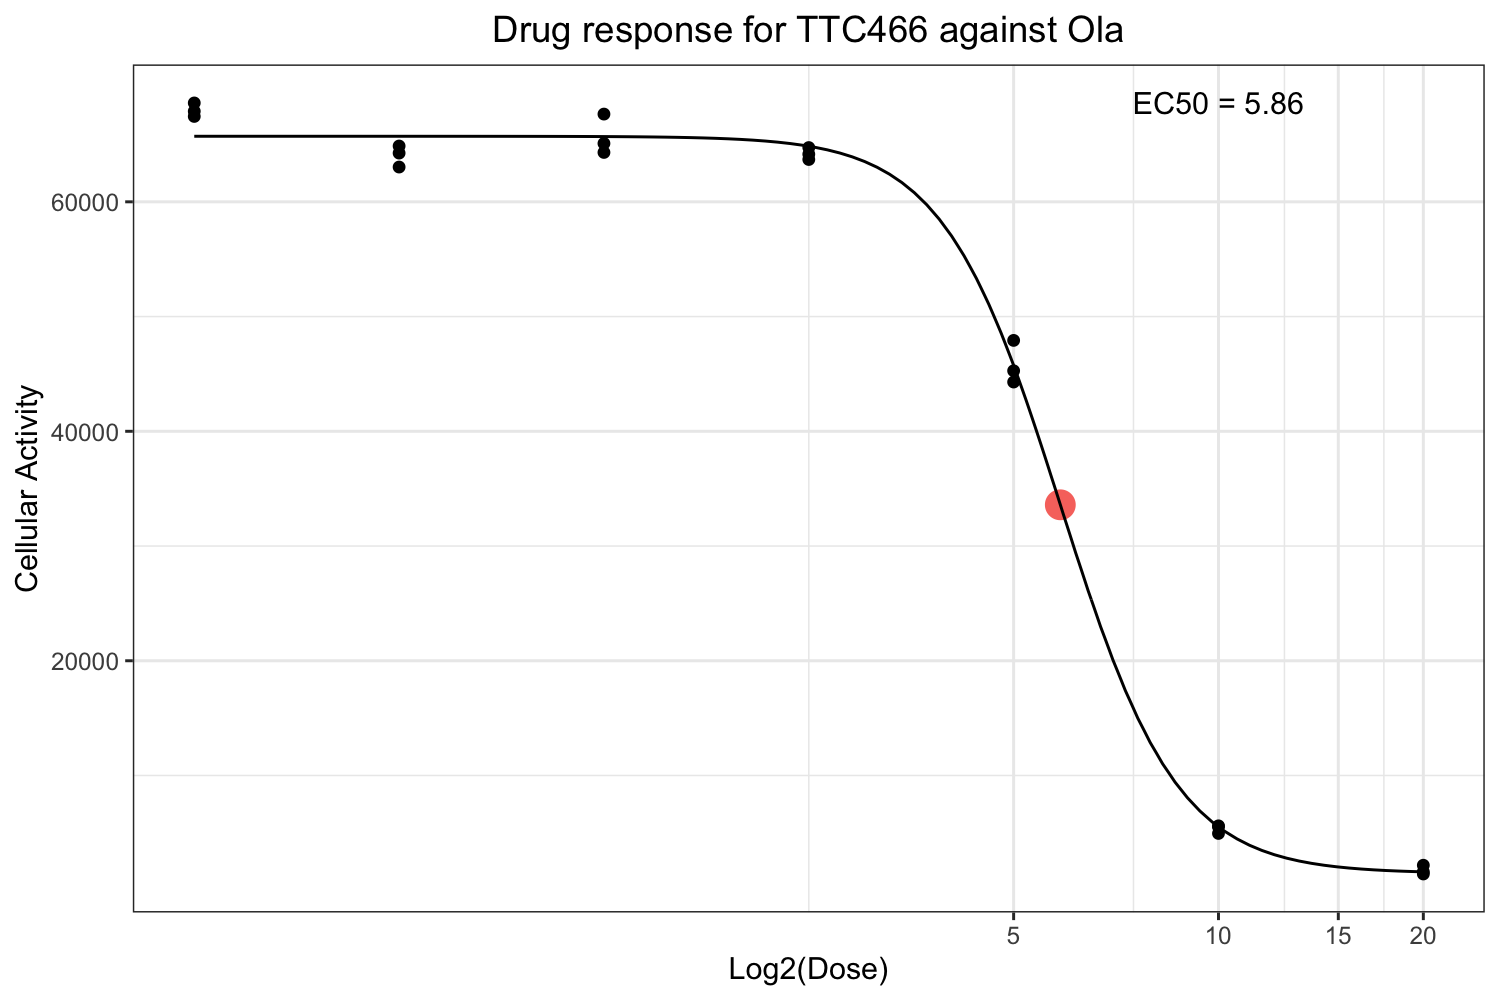 Drug response for TTC466 against Ola
EC50 = 5.86
60000
40000
20000
Cellular Activity
5 10 15 20
Log2(Dose)